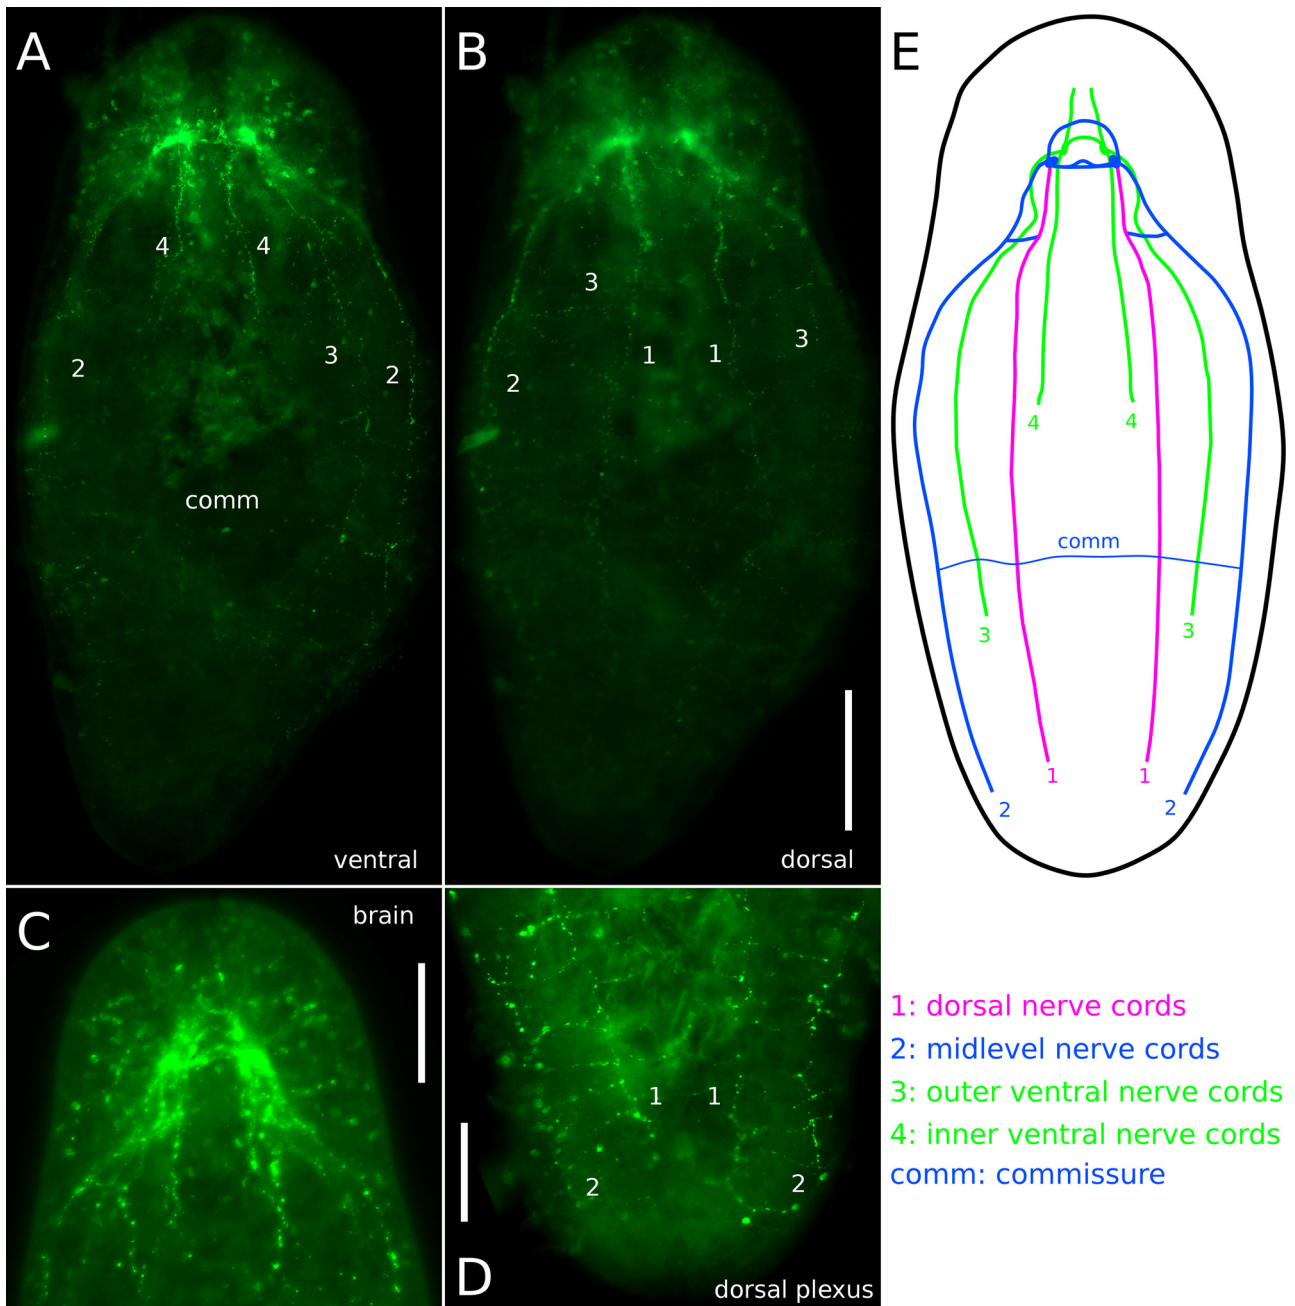 A
4
4
2
3
2
comm
ventral
B
3
1
1
3
2
dorsal
C
brain
1
1
2
2
D
dorsal plexus
E
4
4
comm
3
3
1
1
2
2
1: dorsal nerve cords
2: midlevel nerve cords
3: outer ventral nerve cords
4: inner ventral nerve cords
comm: commissure